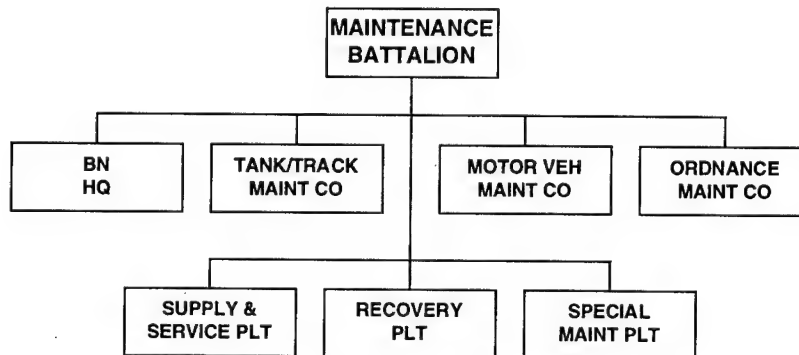 MAINTENANCE
BATTALION
BN
HQ
TANK/TRACK
MAINT CO
MOTOR VEH
MAINT CO
ORDNANCE
MAINT CO
SUPPLY &
SERVICE PLT
RECOVERY
PLT
SPECIAL
MAINT PLT